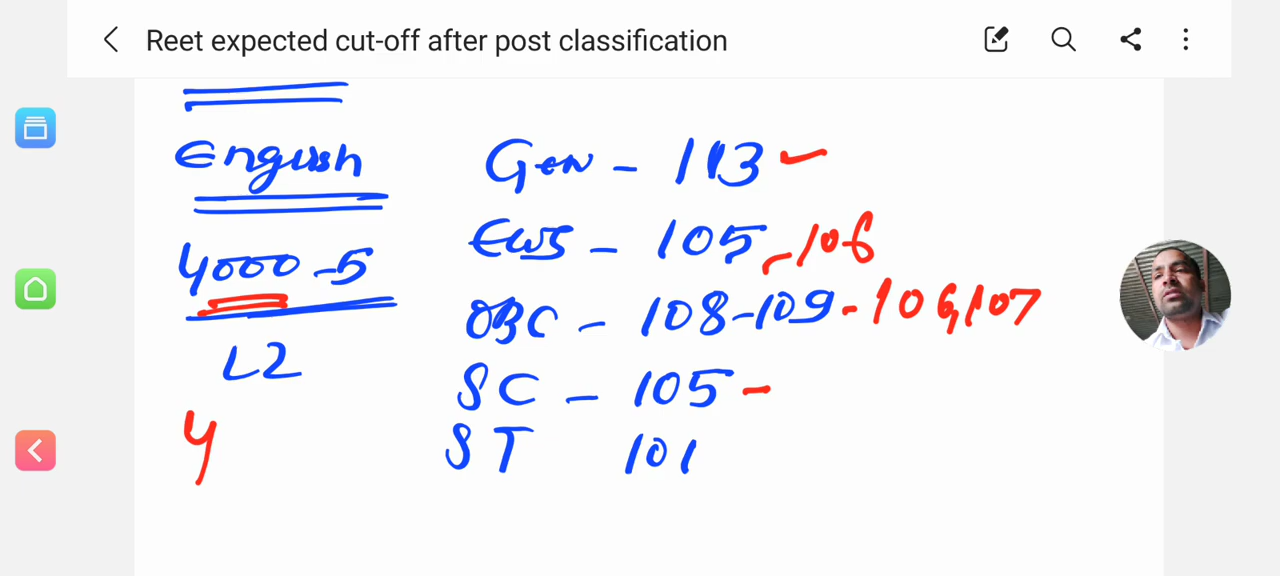 Reet expected cut-off after post classification
English
Gen - 113
4000 - 5
EWS - 105 - 106
OBC - 108-109 - 106,107
L2
SC - 105 -
4
ST 101